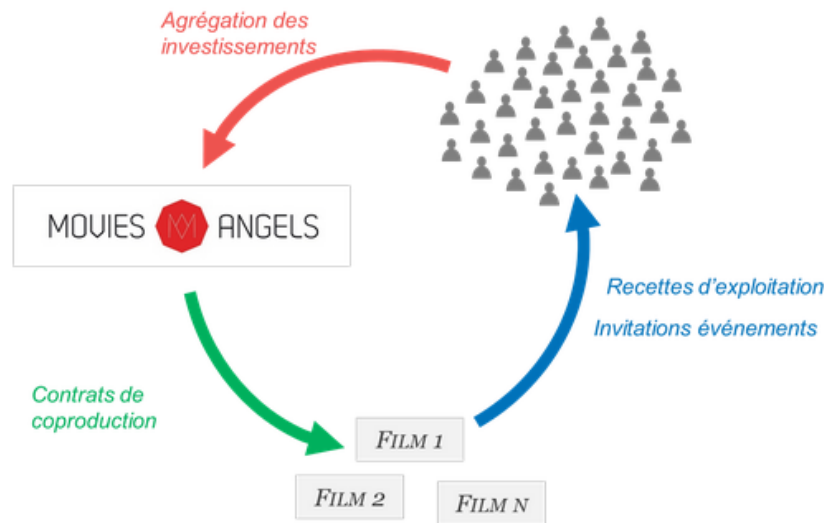 Agrégation des
investissements
MOVIES ANGELS
Recettes d'exploitation
Invitations événements
Contrats de
coproduction
FILM 1
FILM 2
FILM N